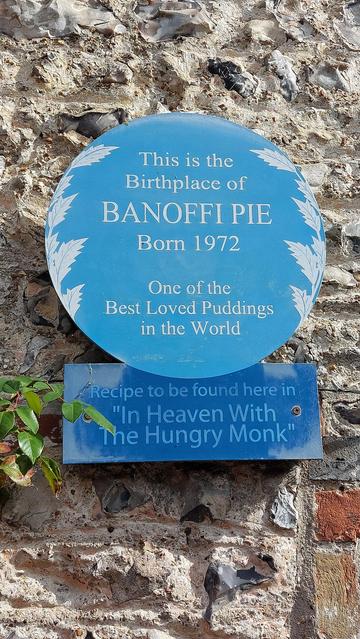 This is the
Birthplace of
BANOFFI PIE
Born 1972
One of the
Best Loved Puddings
in the World
Recipe to be found here in
"In Heaven With
The Hungry Monk"